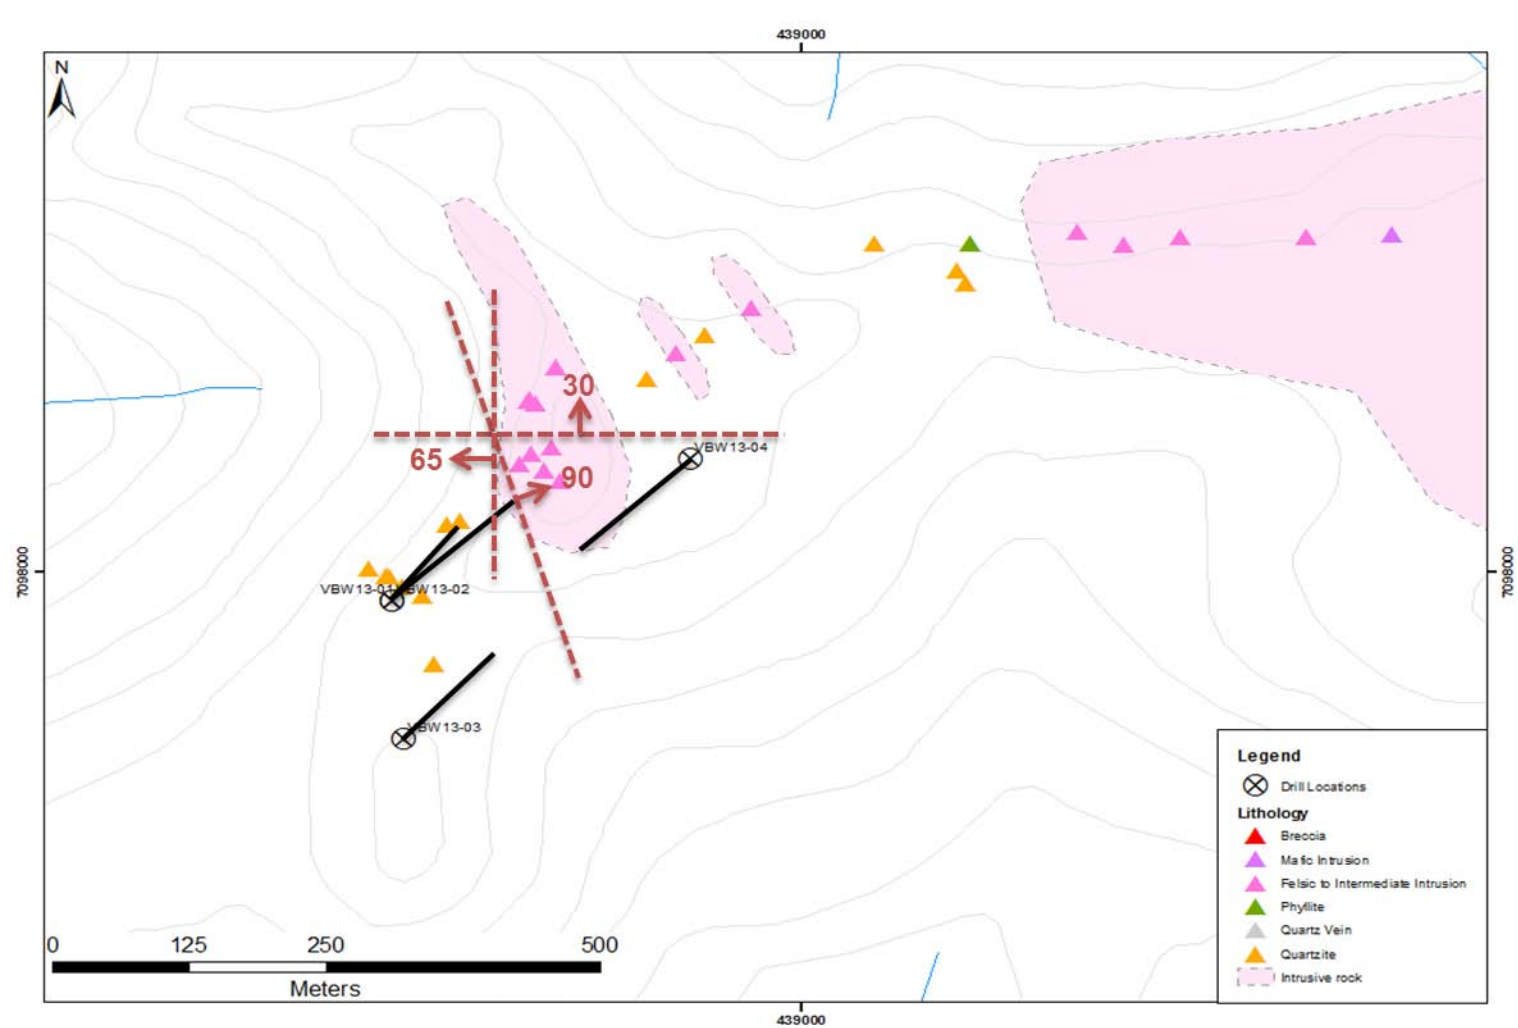 439000
N
30
VBW13-04
65
90
7098000
7098000
VBW13-01
BW13-02
VBW13-03
Legend
Drill Locations
Lithology
Breccia
Mafic Intrusion
Felsic to Intermediate Intrusion
Phyllite
Quartz Vein
Quartzite
Intrusive rock
0 125 250 500
Meters
439000